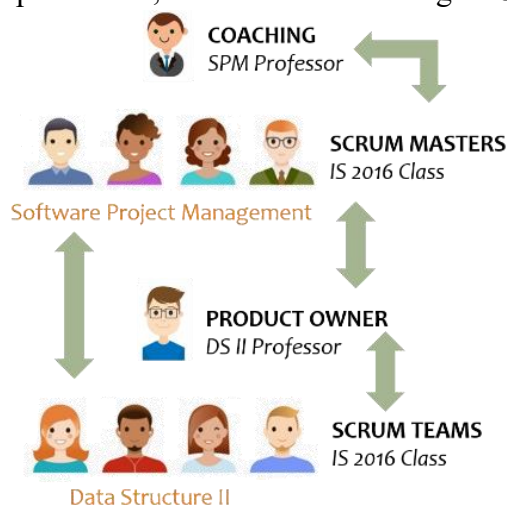 COACHING
SPM Professor
SCRUM MASTERS
IS 2016 Class
Software Project Management
PRODUCT OWNER
DS II Professor
SCRUM TEAMS
IS 2016 Class
Data Structure II